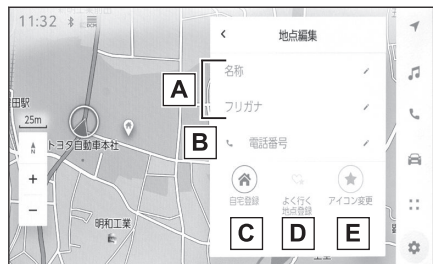 11:32
地点編集
A
名称
フリガナ
B
電話番号
田駅
25m
N
トヨタ自動車本社
+
−
明和工業
自宅登録
よく行く
地点登録
アイコン変更
C
D
E